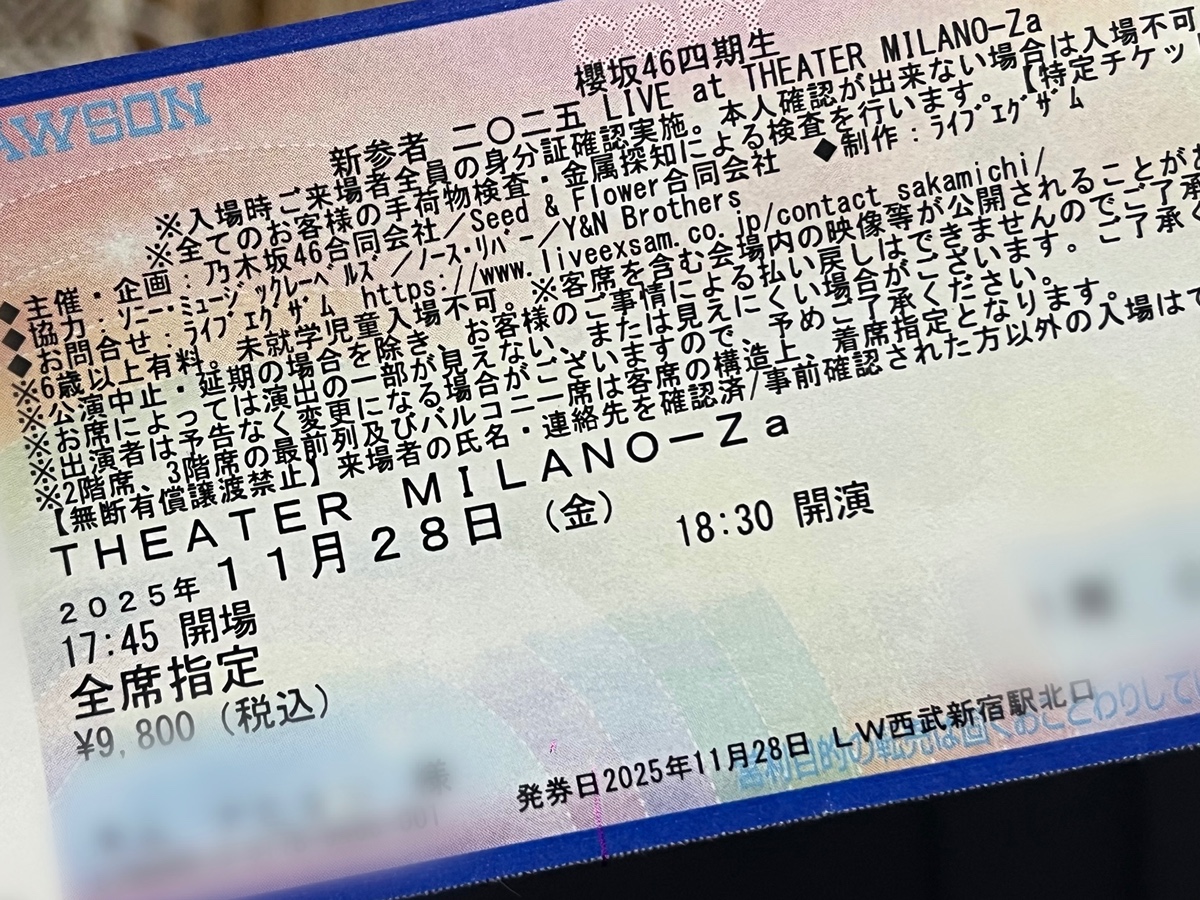 COPY
AWSON
櫻坂46四期生
新参者 二〇二五 LIVE at THEATER MILANO-Za
※入場時ご来場者全員の身分証確認実施。本人確認が出来ない場合は入場不可
※全てのお客様の手荷物検査・金属探知による検査を行います。【特定チケッ
◆主催・企画：乃木坂46合同会社／Seed & Flower合同会社 ◆制作：ﾗｲﾌﾞｴｸﾞｻﾞﾑ
◆協力：ｿﾆｰ・ﾐｭｰｼﾞｯｸﾚｰﾍﾞﾙｽﾞ／ﾉｰｽ・ﾘﾊﾞｰ／Y&N Brothers
◆お問合せ：ﾗｲﾌﾞｴｸﾞｻﾞﾑ https://www.liveexsam.co.jp/contact_sakamichi/
※6歳以上有料。未就学児童入場不可。※客席を含む会場内の映像等が公開されることが
※公演中止・延期の場合を除き、お客様のご事情による払い戻しはできませんのでご了承
※お席によっては演出の一部が見えない、または見えにくい場合がございます。ご了承く
※出演者は予告なく変更になる場合がございますので、予めご了承ください。
※2階席、3階席の最前列及びバルコニー席は客席の構造上、着席指定となります。
【無断有償譲渡禁止】来場者の氏名・連絡先を確認済/事前確認された方以外の入場は
ＴＨＥＡＴＥＲ ＭＩＬＡＮＯ－Ｚａ
２０２５年１１月２８日（金） 18:30 開演
17:45 開場
全席指定
¥9,800（税込）
様
発券日2025年11月28日 LW西武新宿駅北口
営利目的の転売は固くおことわりしてい